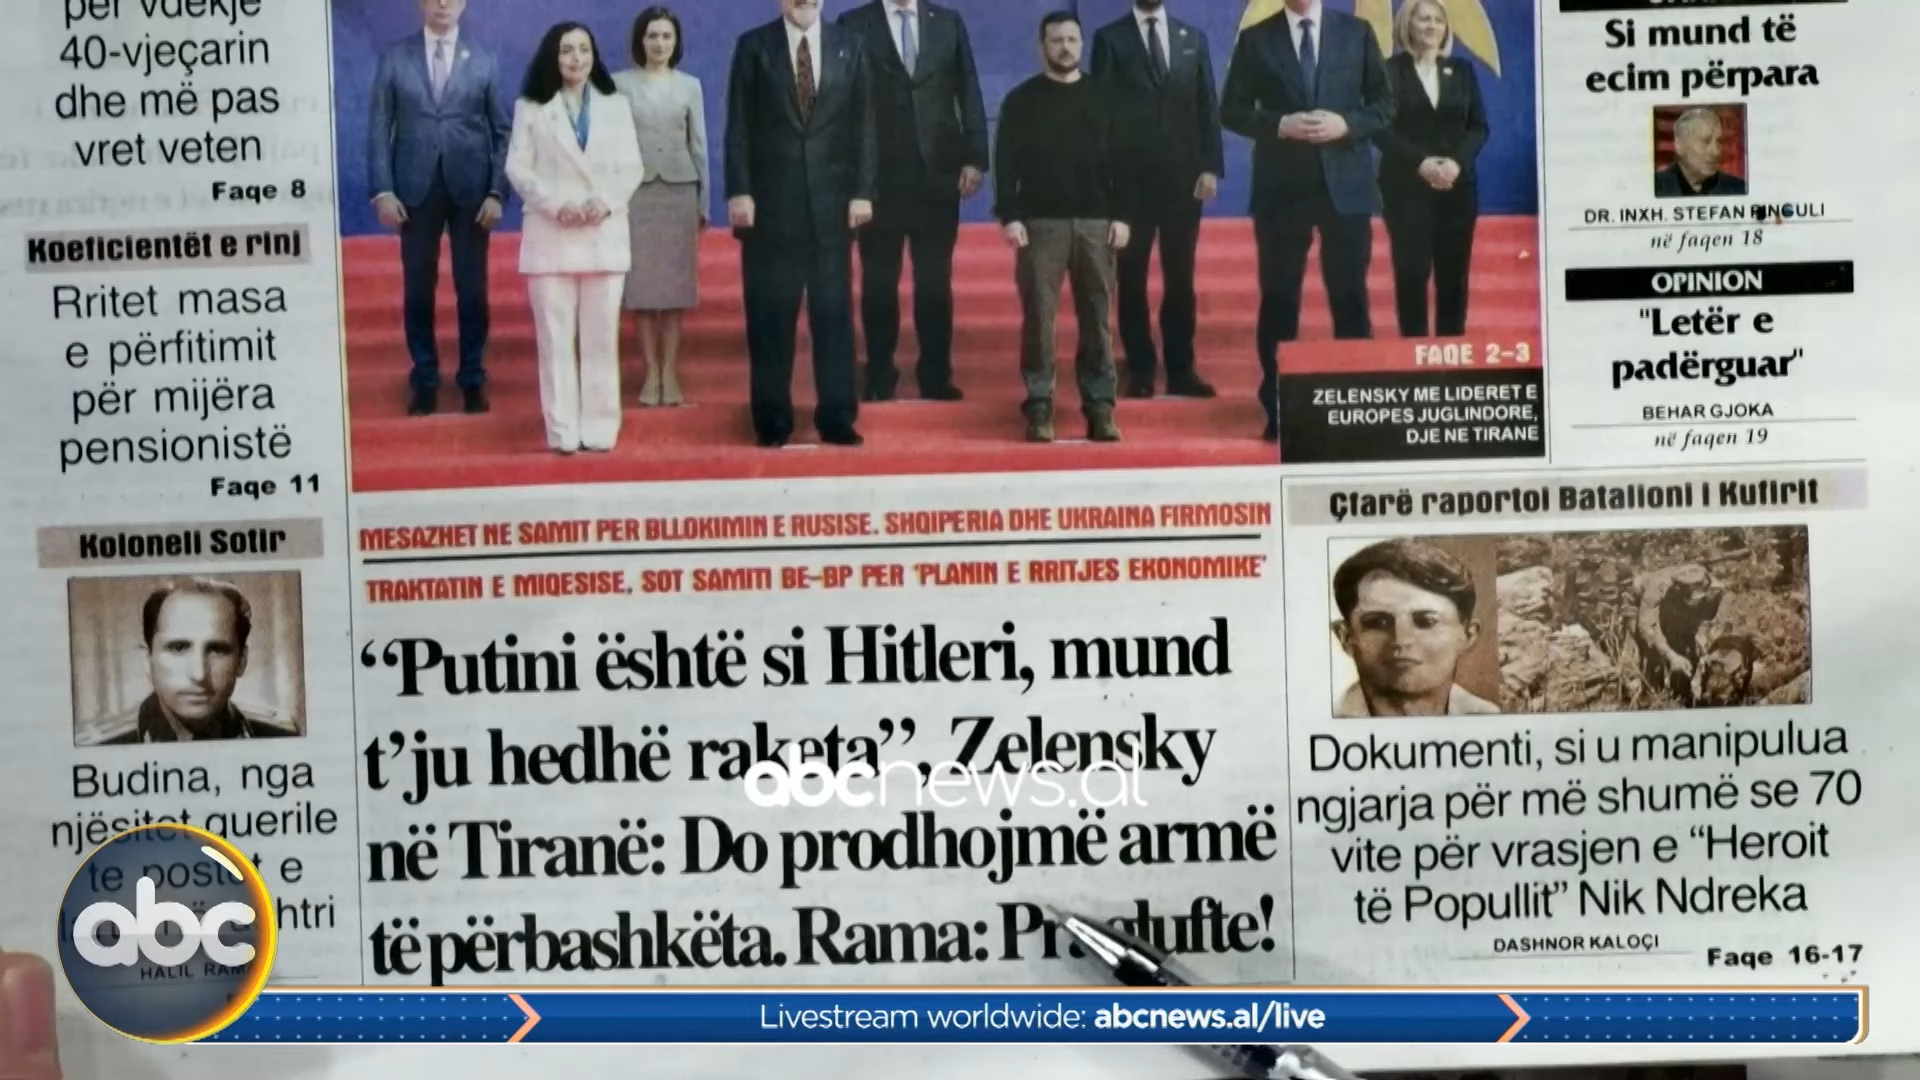 për vdekje
40-vjeçarin
dhe më pas
vret veten
Faqe 8
Koeficientët e rinj
Rritet masa
e përfitimit
për mijëra
pensionistë
Faqe 11
Koloneli Sotir
Budina, nga
njësitet guerile
te postet e
HALIL
FAQE 2-3
ZELENSKY ME LIDERET E
EUROPES JUGLINDORE,
DJE NE TIRANE
MESAZHET NE SAMIT PER BLLOKIMIN E RUSISE. SHQIPERIA DHE UKRAINA FIRMOSIN
TRAKTATIN E MIQESISE, SOT SAMITI BE-BP PER 'PLANIN E RRITJES EKONOMIKE'
“Putini është si Hitleri, mund
t’ju hedhë raketa”, Zelensky
në Tiranë: Do prodhojmë armë
të përbashkëta. Rama:
Si mund të
ecim përpara
DR. INXH. STEFAN PINGULI
në faqen 18
OPINION
"Letër e
padërguar"
BEHAR GJOKA
në faqen 19
Çfarë raportoi Batalioni i Kufirit
Dokumenti, si u manipulua
ngjarja për më shumë se 70
vite për vrasjen e “Heroit
të Popullit” Nik Ndreka
DASHNOR KALOÇI
Faqe 16-17
abcnews.al
abc
Livestream worldwide: abcnews.al/live